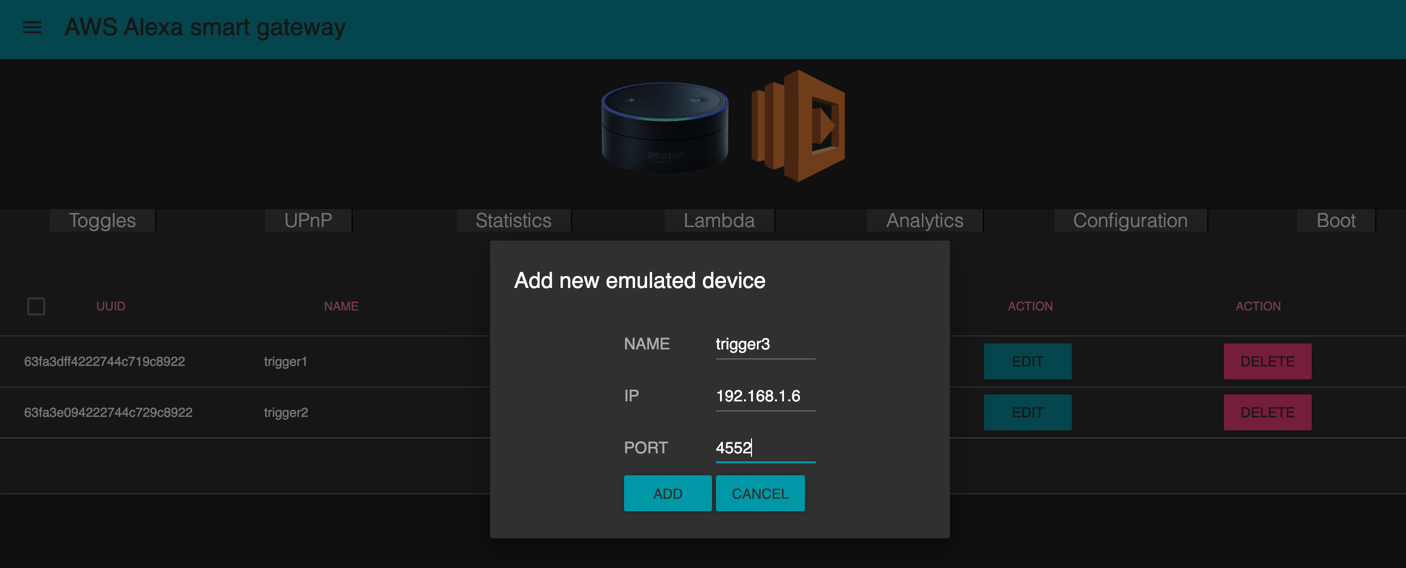 AWS Alexa smart gateway
amazon
Toggles UPnP Statistics Lambda Analytics Configuration Boot
Add new emulated device
UUID NAME ACTION ACTION
NAME trigger3
63fa3dff4222744c719c8922 trigger1 EDIT DELETE
IP 192.168.1.6
63fa3e094222744c729c8922 trigger2 EDIT DELETE
PORT 4552
ADD CANCEL